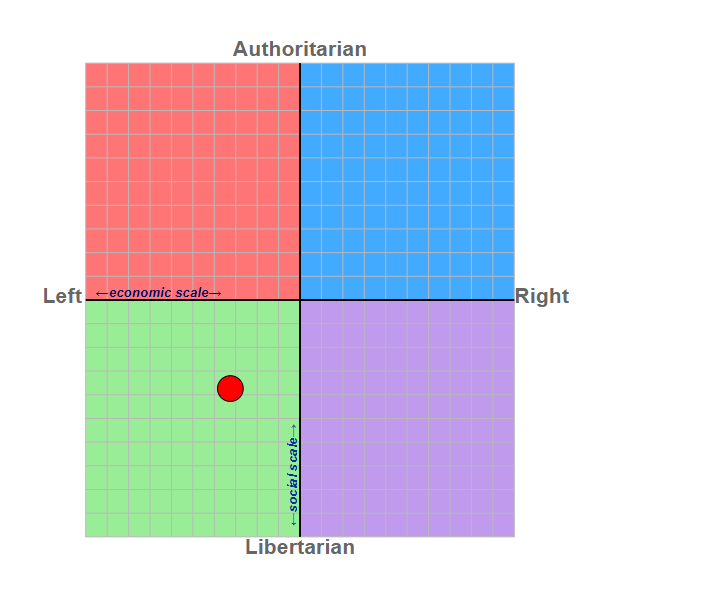 Authoritarian
←economic scale→
Left
Right
←social scale→
Libertarian